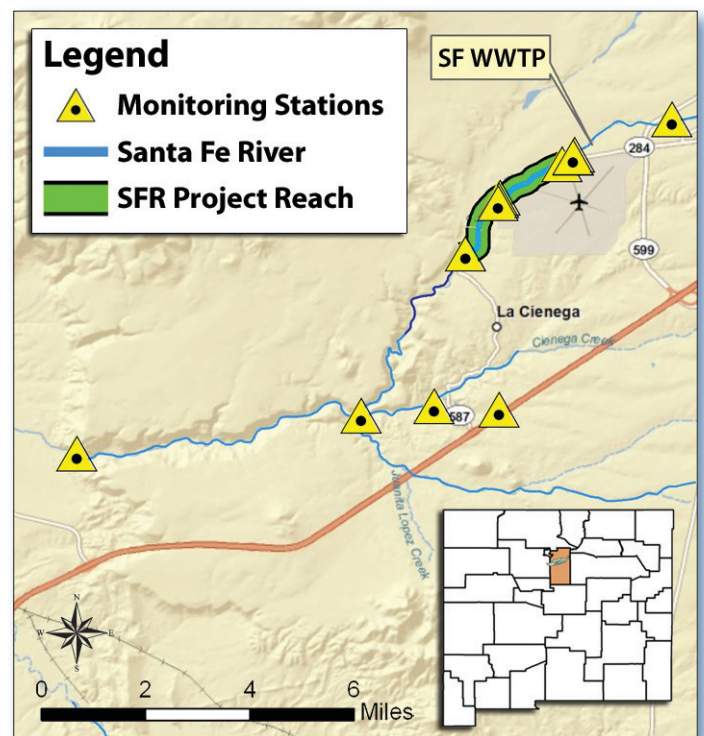 Legend
Monitoring Stations
Santa Fe River
SFR Project Reach
SF WWTP
284
599
La Cienega
Cienega Creek
587
Juanita Lopez Creek
N
W E
S
0 2 4 6
Miles